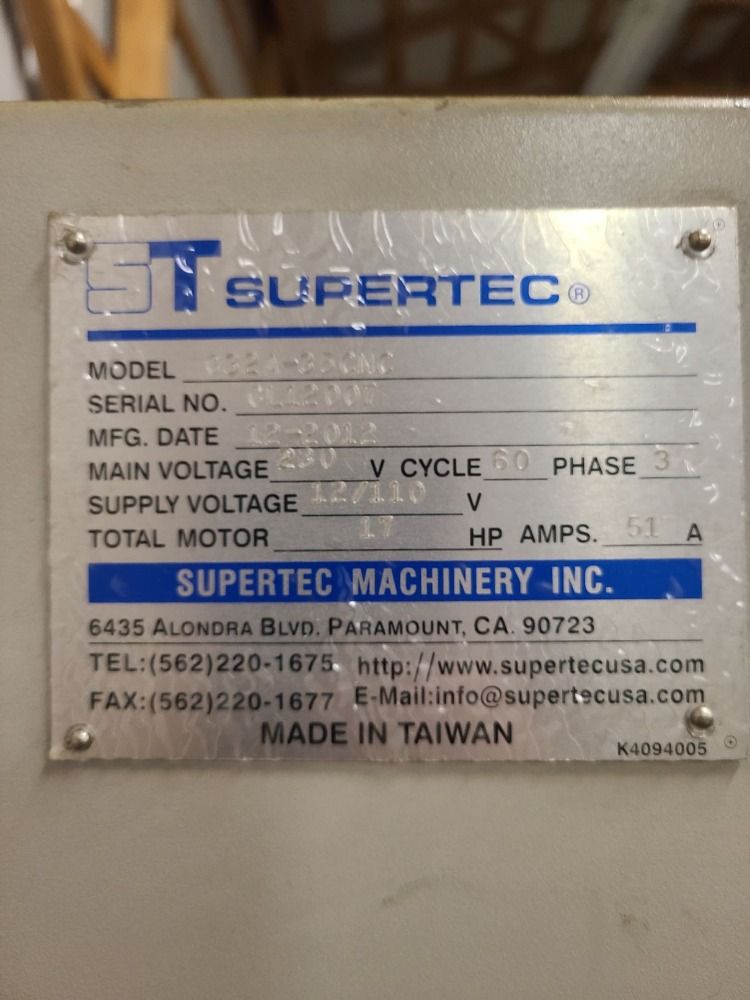 ST SUPERTEC®
MODEL G32A-35CNC
SERIAL NO.
MFG. DATE 12-2012
MAIN VOLTAGE 230 V CYCLE 60 PHASE 3
SUPPLY VOLTAGE 12/110 V
TOTAL MOTOR 17 HP AMPS. 51 A
SUPERTEC MACHINERY INC.
6435 ALONDRA BLVD. PARAMOUNT, CA. 90723
TEL:(562)220-1675 http://www.supertecusa.com
FAX:(562)220-1677 E-Mail:info@supertecusa.com
MADE IN TAIWAN K4094005